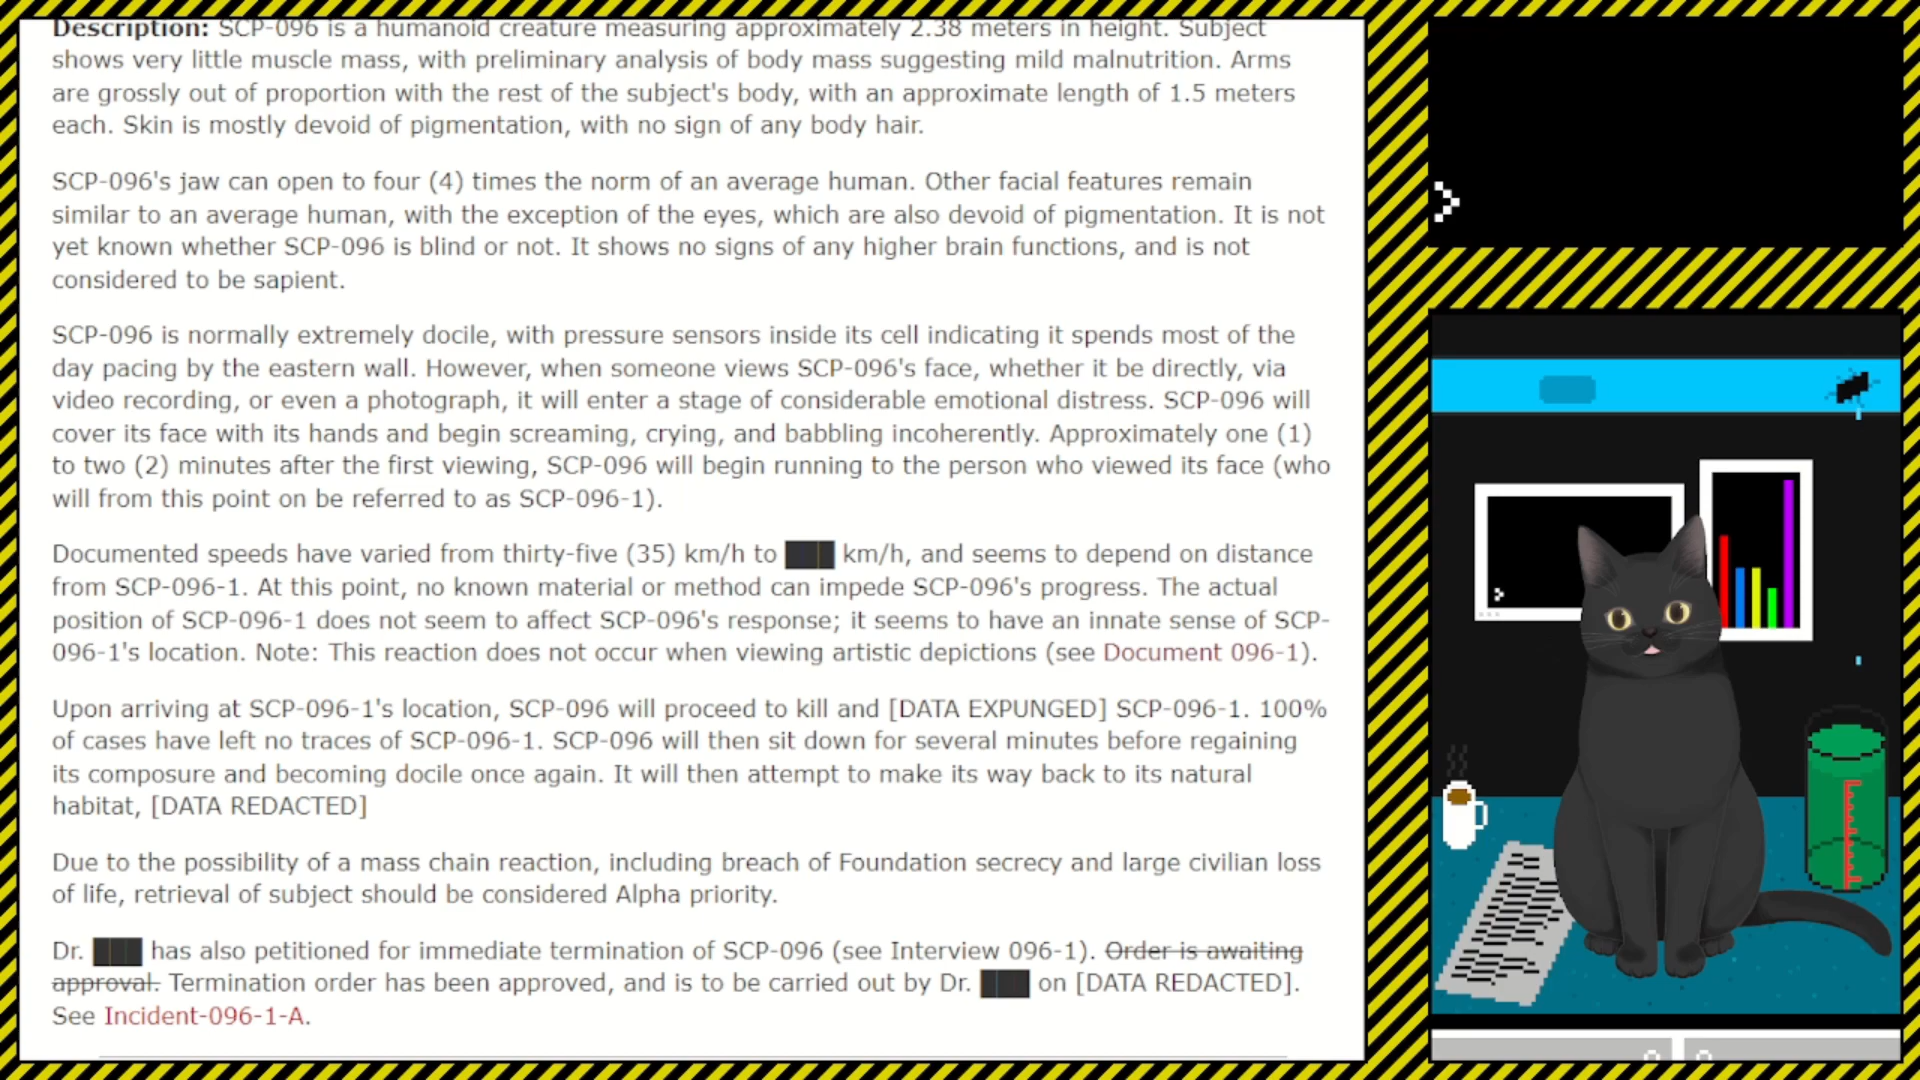 Description: SCP-096 is a humanoid creature measuring approximately 2.38 meters in height. Subject
shows very little muscle mass, with preliminary analysis of body mass suggesting mild malnutrition. Arms
are grossly out of proportion with the rest of the subject's body, with an approximate length of 1.5 meters
each. Skin is mostly devoid of pigmentation, with no sign of any body hair.
SCP-096's jaw can open to four (4) times the norm of an average human. Other facial features remain
similar to an average human, with the exception of the eyes, which are also devoid of pigmentation. It is not
yet known whether SCP-096 is blind or not. It shows no signs of any higher brain functions, and is not
considered to be sapient.
SCP-096 is normally extremely docile, with pressure sensors inside its cell indicating it spends most of the
day pacing by the eastern wall. However, when someone views SCP-096's face, whether it be directly, via
video recording, or even a photograph, it will enter a stage of considerable emotional distress. SCP-096 will
cover its face with its hands and begin screaming, crying, and babbling incoherently. Approximately one (1)
to two (2) minutes after the first viewing, SCP-096 will begin running to the person who viewed its face (who
will from this point on be referred to as SCP-096-1).
Documented speeds have varied from thirty-five (35) km/h to ███ km/h, and seems to depend on distance
from SCP-096-1. At this point, no known material or method can impede SCP-096's progress. The actual
position of SCP-096-1 does not seem to affect SCP-096's response; it seems to have an innate sense of SCP-
096-1's location. Note: This reaction does not occur when viewing artistic depictions (see Document 096-1).
Upon arriving at SCP-096-1's location, SCP-096 will proceed to kill and [DATA EXPUNGED] SCP-096-1. 100%
of cases have left no traces of SCP-096-1. SCP-096 will then sit down for several minutes before regaining
its composure and becoming docile once again. It will then attempt to make its way back to its natural
habitat, [DATA REDACTED]
Due to the possibility of a mass chain reaction, including breach of Foundation secrecy and large civilian loss
of life, retrieval of subject should be considered Alpha priority.
Dr. ███ has also petitioned for immediate termination of SCP-096 (see Interview 096-1). Order is awaiting
approval. Termination order has been approved, and is to be carried out by Dr. ███ on [DATA REDACTED].
See Incident-096-1-A.